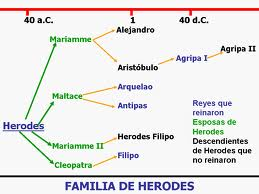 40 a.C. 1 40 d.C.
Alejandro
Mariamme
Agripa II
Agripa I
Aristóbulo
Arquelao
Maltace
Antipas
Herodes
Mariamme II
Herodes Filipo
Cleopatra
Filipo
Reyes que
reinaron
Esposas de
Herodes
Descendientes
de Herodes que
no reinaron
FAMILIA DE HERODES